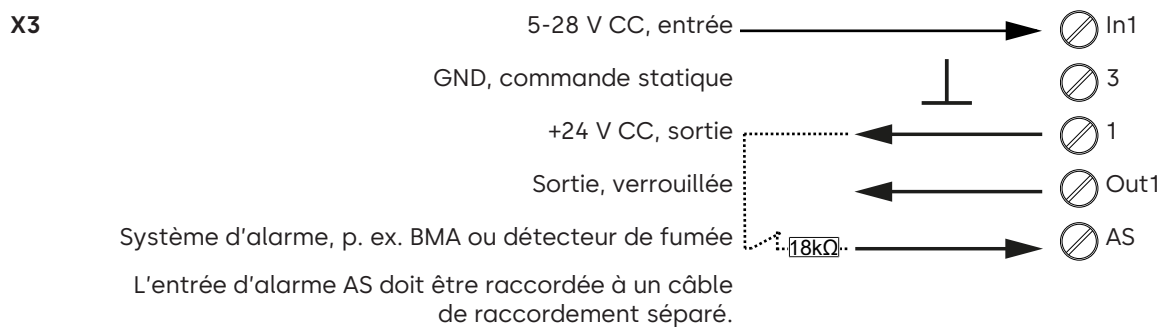 X3
5-28 V CC, entrée In1
GND, commande statique 3
+24 V CC, sortie 1
Sortie, verrouillée Out1
Système d'alarme, p. ex. BMA ou détecteur de fumée 18kΩ AS
L'entrée d'alarme AS doit être raccordée à un câble
de raccordement séparé.